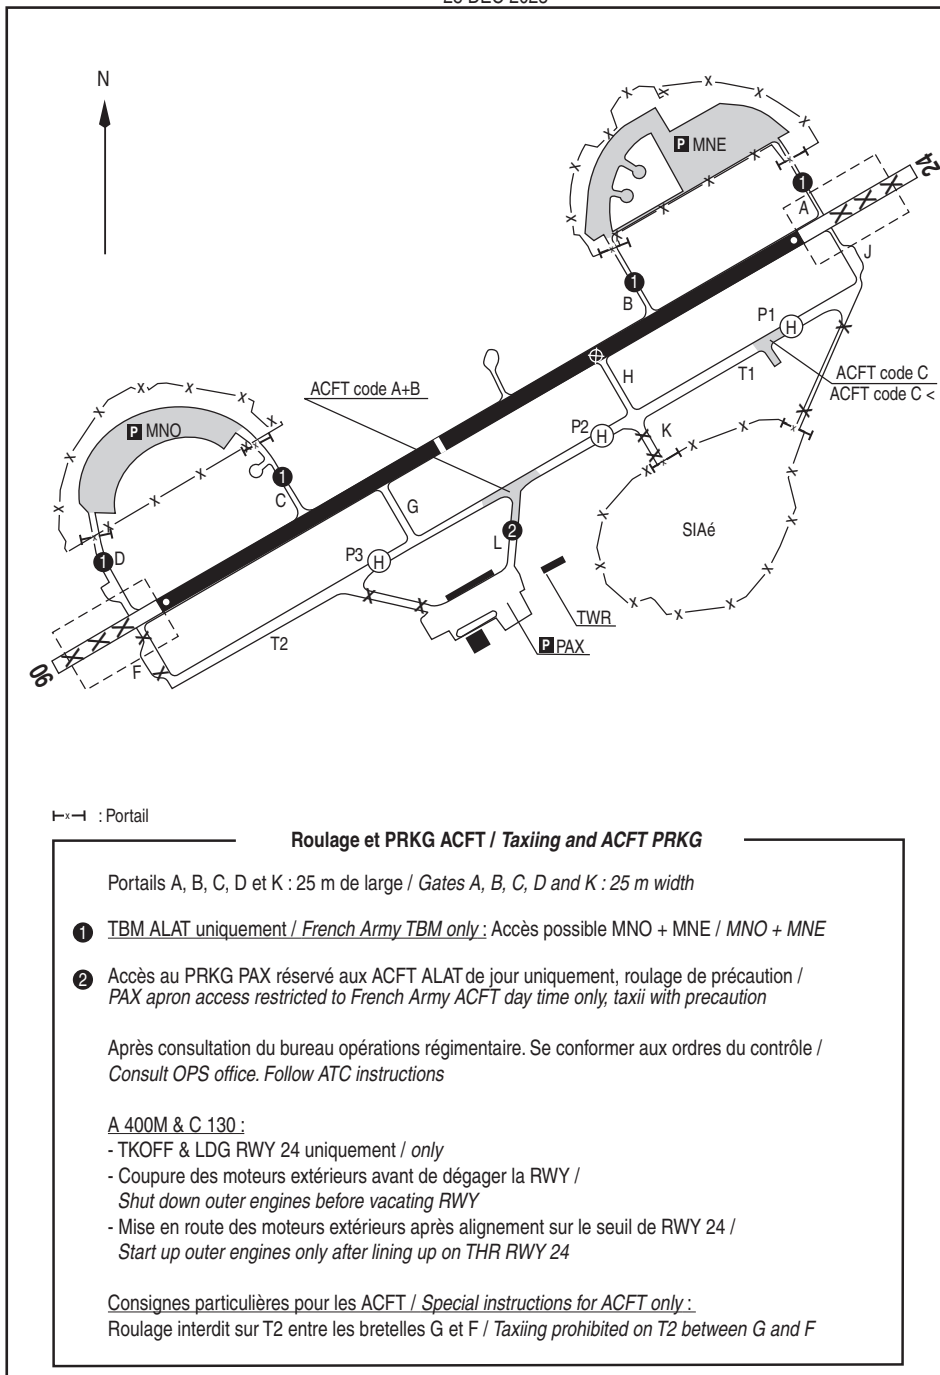 N
P MNE
1
A
24
J
1
B
P1
H
T1
ACFT code C
ACFT code C <
H
ACFT code A+B
P2
H
K
P MNO
1
C
G
SIAé
2
L
P3
H
1
D
TWR
P PAX
T2
F
06
: Portail
Roulage et PRKG ACFT / Taxiing and ACFT PRKG
Portails A, B, C, D et K : 25 m de large / Gates A, B, C, D and K : 25 m width
1 TBM ALAT uniquement / French Army TBM only : Accès possible MNO + MNE / MNO + MNE
2 Accès au PRKG PAX réservé aux ACFT ALAT de jour uniquement, roulage de précaution /
PAX apron access restricted to French Army ACFT day time only, taxii with precaution
Après consultation du bureau opérations régimentaire. Se conformer aux ordres du contrôle /
Consult OPS office. Follow ATC instructions
A 400M & C 130 :
- TKOFF & LDG RWY 24 uniquement / only
- Coupure des moteurs extérieurs avant de dégager la RWY /
Shut down outer engines before vacating RWY
- Mise en route des moteurs extérieurs après alignement sur le seuil de RWY 24 /
Start up outer engines only after lining up on THR RWY 24
Consignes particulières pour les ACFT / Special instructions for ACFT only :
Roulage interdit sur T2 entre les bretelles G et F / Taxiing prohibited on T2 between G and F